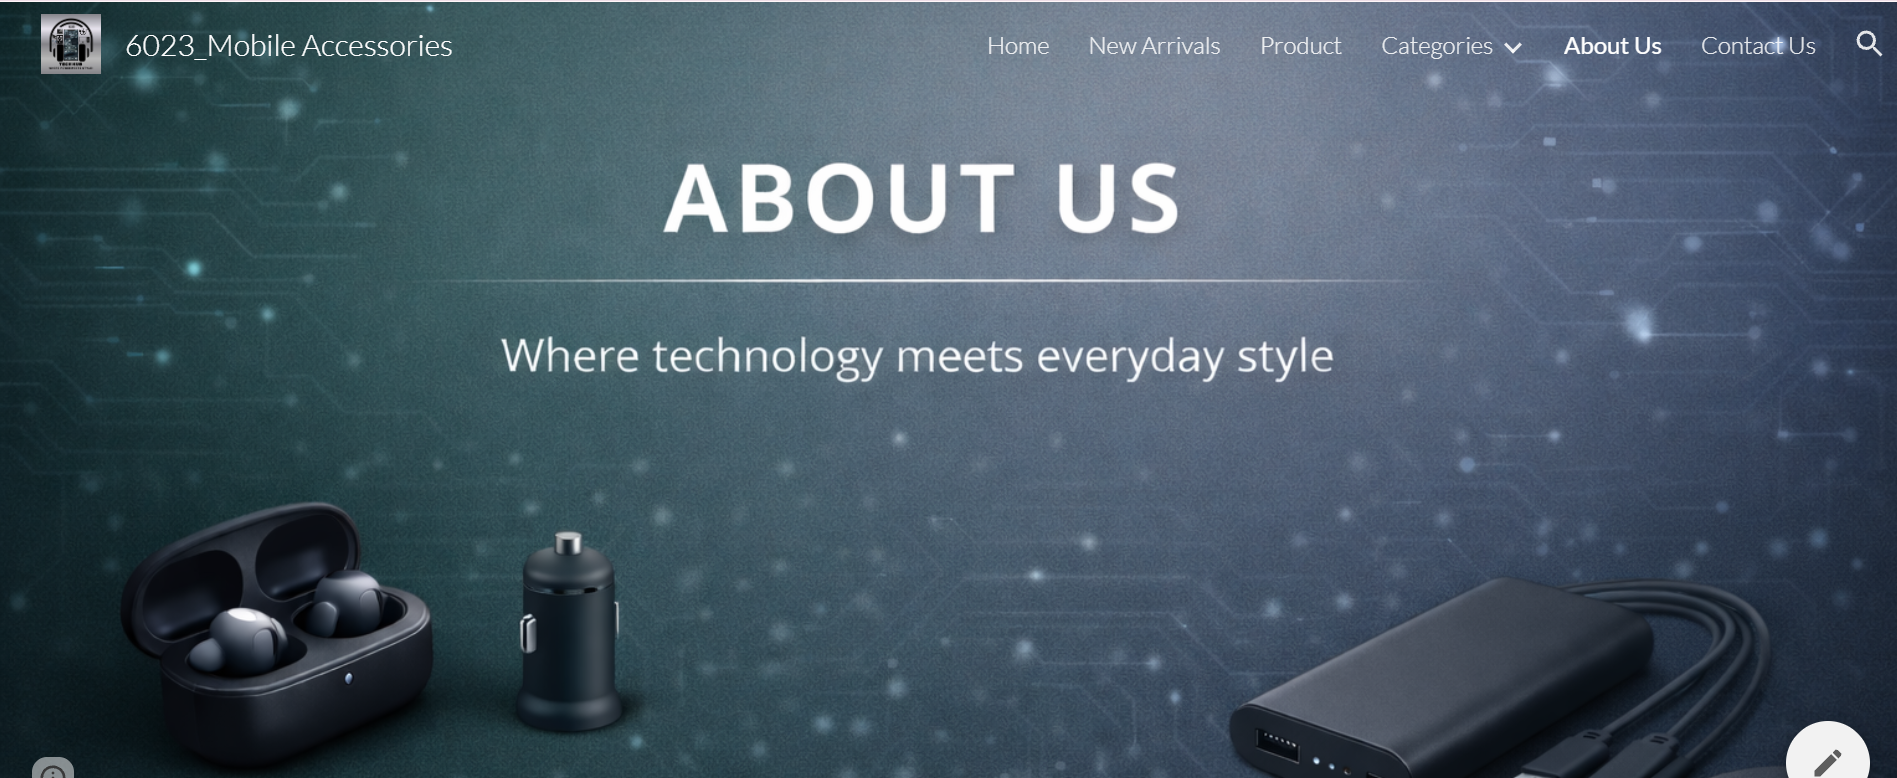 6023_Mobile Accessories
Home New Arrivals Product Categories About Us Contact Us
ABOUT US
Where technology meets everyday style